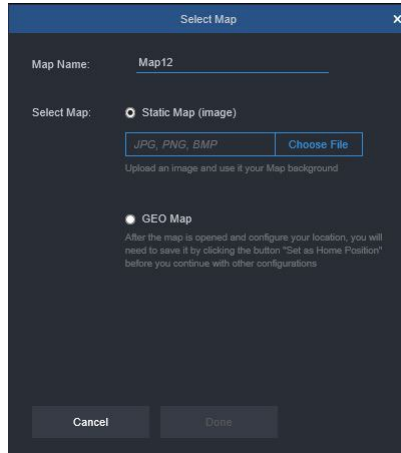 Select Map
Map Name:
Map12
Select Map:
Static Map (image)
JPG, PNG, BMP
Choose File
Upload an image and use it your Map background
GEO Map
After the map is opened and configure your location, you will
need to save it by clicking the button "Set as Home Position"
before you continue with other configurations
Cancel
Done